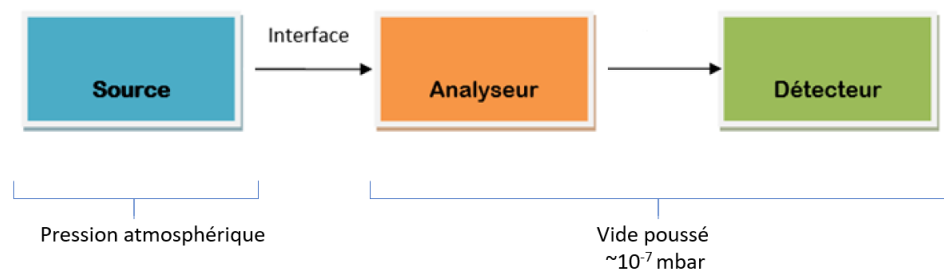 Interface
Source
Analyseur
Détecteur
Pression atmosphérique
Vide poussé
~10⁻⁷ mbar